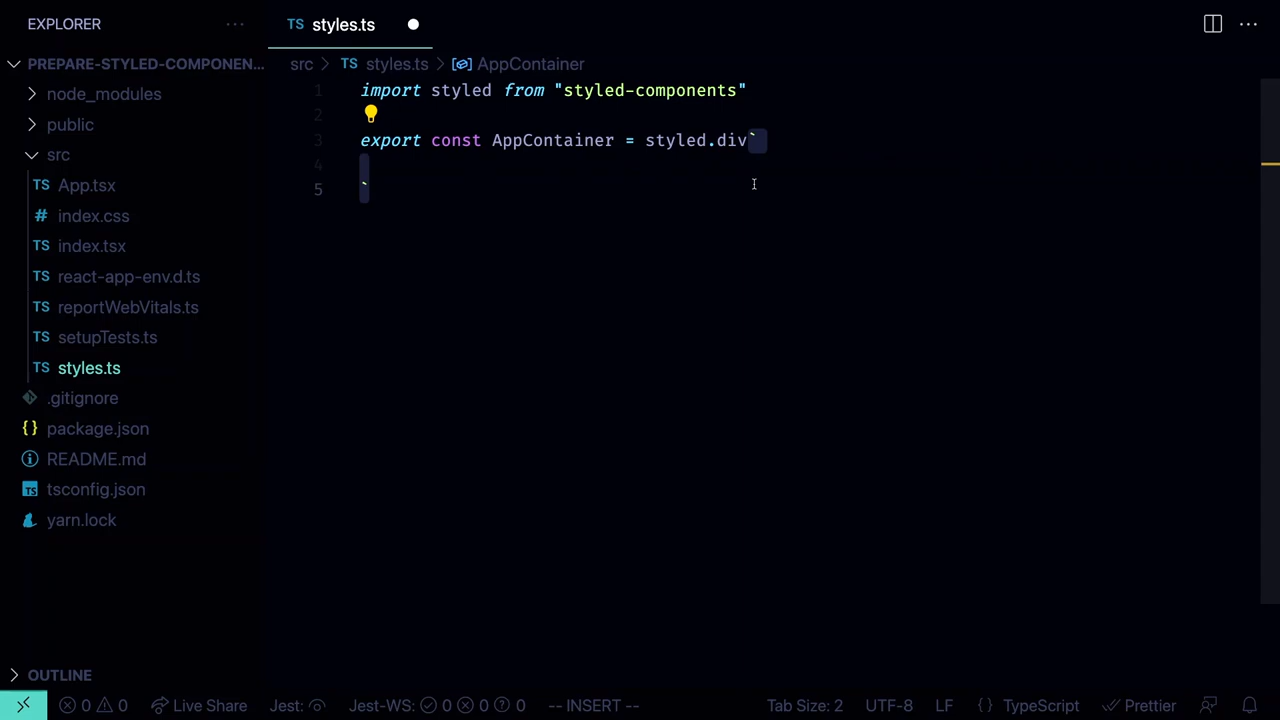 EXPLORER ···
TS styles.ts
···
PREPARE-STYLED-COMPONEN...
src > TS styles.ts > AppContainer
node_modules
public
src
TS App.tsx
# index.css
TS index.tsx
TS react-app-env.d.ts
TS reportWebVitals.ts
TS setupTests.ts
TS styles.ts
.gitignore
{} package.json
README.md
TS tsconfig.json
yarn.lock
1 import styled from "styled-components"
2
3 export const AppContainer = styled.div`
4
5 `
OUTLINE
0 0 Live Share Jest: Jest-WS: 0 0 0 -- INSERT -- Tab Size: 2 UTF-8 LF {} TypeScript Prettier